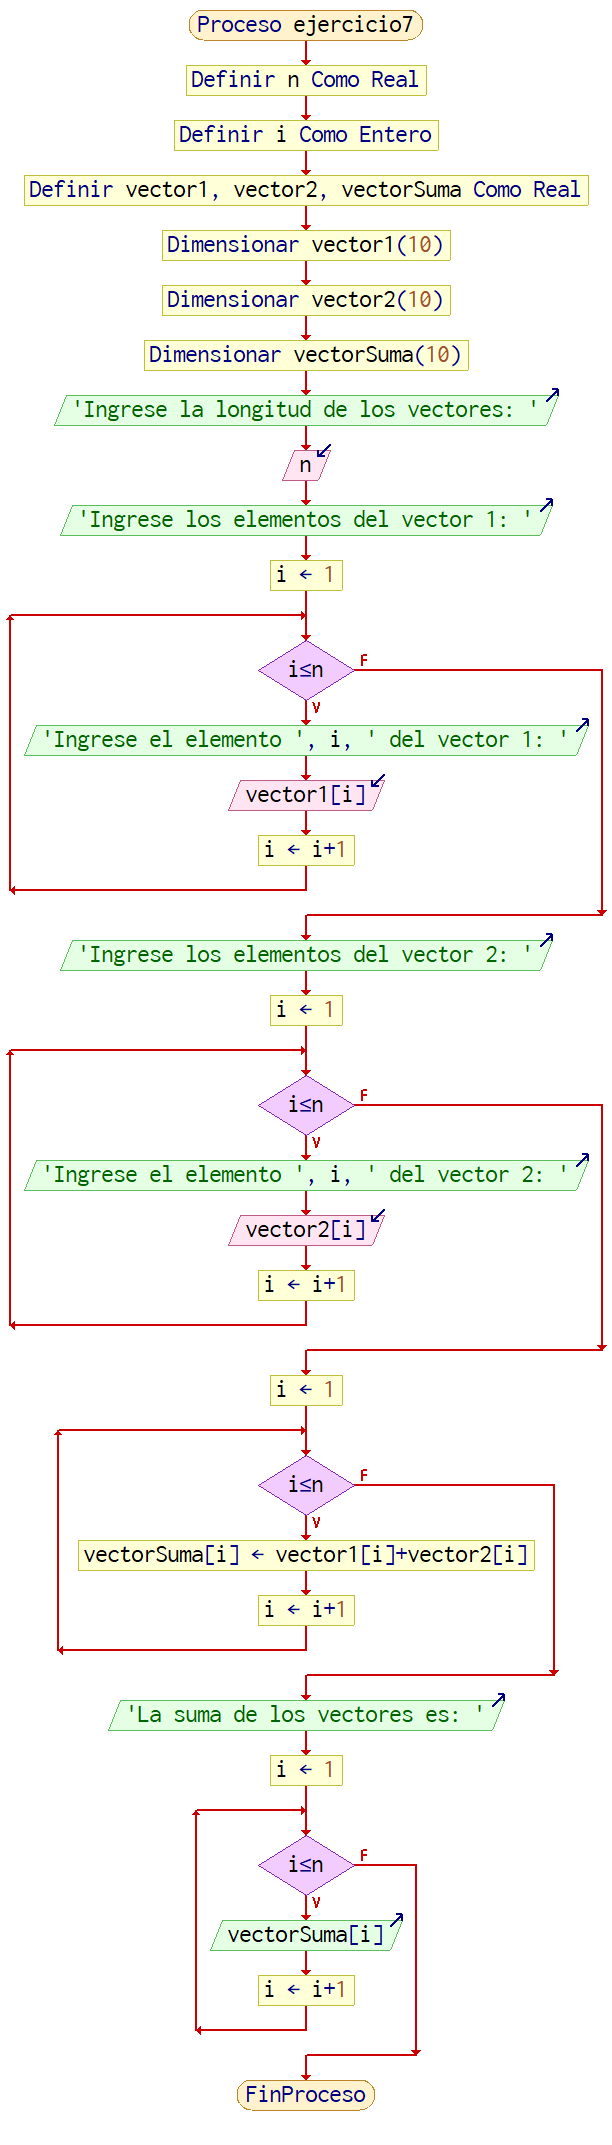 Proceso ejercicio7
Definir n Como Real
Definir i Como Entero
Definir vector1, vector2, vectorSuma Como Real
Dimensionar vector1(10)
Dimensionar vector2(10)
Dimensionar vectorSuma(10)
'Ingrese la longitud de los vectores: '
n
'Ingrese los elementos del vector 1: '
i ← 1
i≤n
F
V
'Ingrese el elemento ', i, ' del vector 1: '
vector1[i]
i ← i+1
'Ingrese los elementos del vector 2: '
i ← 1
i≤n
F
V
'Ingrese el elemento ', i, ' del vector 2: '
vector2[i]
i ← i+1
i ← 1
i≤n
F
V
vectorSuma[i] ← vector1[i]+vector2[i]
i ← i+1
'La suma de los vectores es: '
i ← 1
i≤n
F
V
vectorSuma[i]
i ← i+1
FinProceso